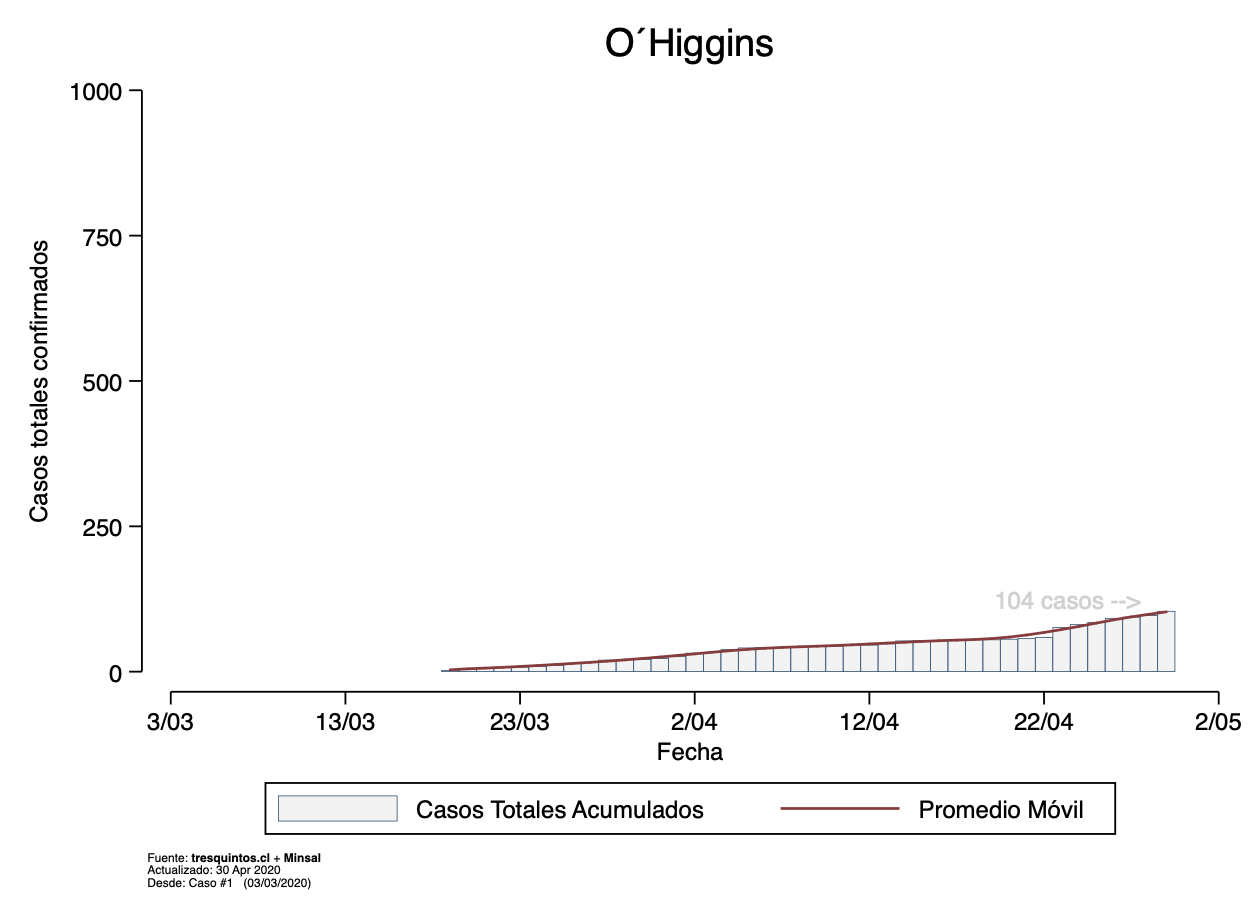 O´Higgins
Casos totales confirmados
1000
750
500
250
0
104 casos -->
3/03 13/03 23/03 2/04 12/04 22/04 2/05
Fecha
Casos Totales Acumulados Promedio Móvil
Fuente: tresquintos.cl + Minsal
Actualizado: 30 Apr 2020
Desde: Caso #1 (03/03/2020)